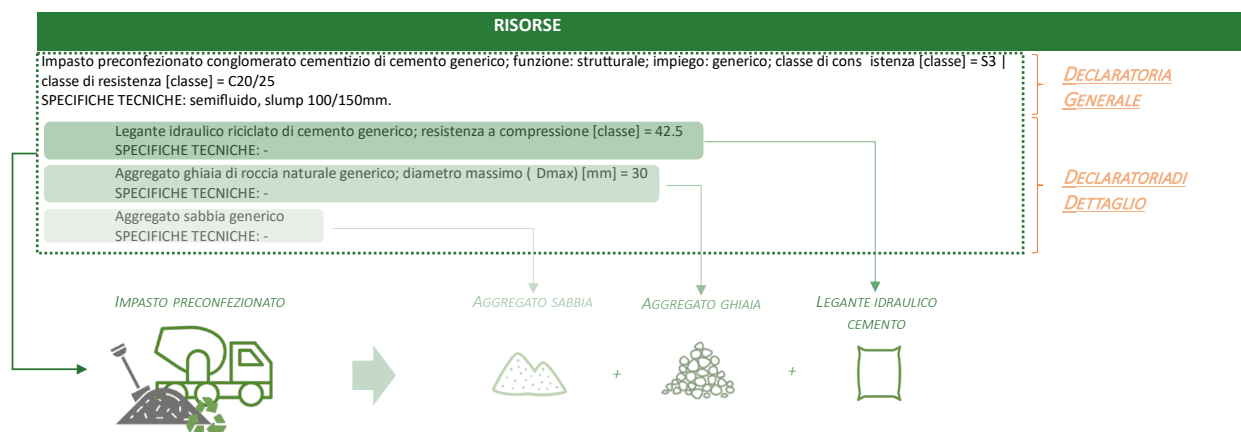 RISORSE
Impasto preconfezionato conglomerato cementizio di cemento generico; funzione: strutturale; impiego: generico; classe di cons istenza [classe] = S3 |
classe di resistenza [classe] = C20/25
SPECIFICHE TECNICHE: semifluido, slump 100/150mm.
DECLARATORIA
GENERALE
Legante idraulico riciclato di cemento generico; resistenza a compressione [classe] = 42.5
SPECIFICHE TECNICHE: -
Aggregato ghiaia di roccia naturale generico; diametro massimo ( Dmax) [mm] = 30
SPECIFICHE TECNICHE: -
Aggregato sabbia generico
SPECIFICHE TECNICHE: -
DECLARATORIADI
DETTAGLIO
IMPASTO PRECONFEZIONATO
AGGREGATO SABBIA
AGGREGATO GHIAIA
LEGANTE IDRAULICO
CEMENTO
+
+